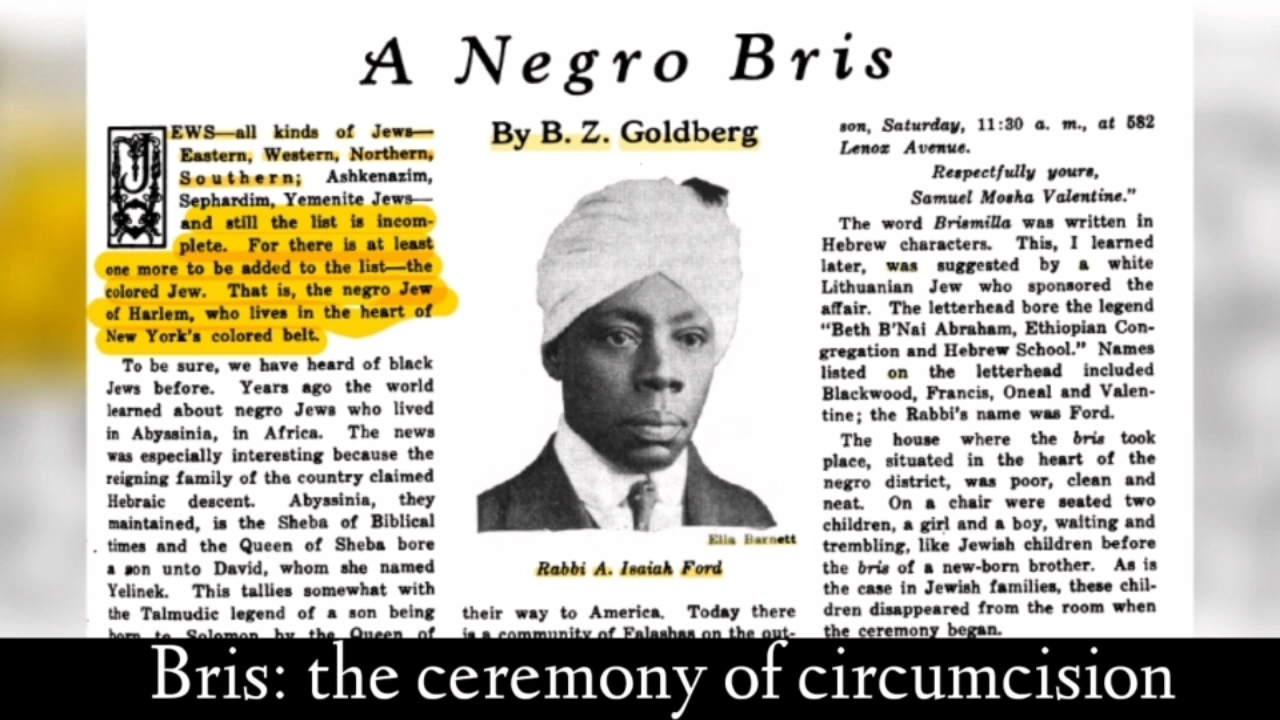 A Negro Bris
JEWS—all kinds of Jews—
Eastern, Western, Northern,
Southern; Ashkenazim,
Sephardim, Yemenite Jews—
and still the list is incom-
plete. For there is at least
one more to be added to the list—the
colored Jew. That is, the negro Jew
of Harlem, who lives in the heart of
New York's colored belt.
To be sure, we have heard of black
Jews before. Years ago the world
learned about negro Jews who lived
in Abyssinia, in Africa. The news
was especially interesting because the
reigning family of the country claimed
Hebraic descent. Abyssinia, they
maintained, is the Sheba of Biblical
times and the Queen of Sheba bore
a son unto David, whom she named
Yelinek. This tallies somewhat with
the Talmudic legend of a son being
born to Solomon by the Queen of
By B. Z. Goldberg
Ella Barnett
Rabbi A. Isaiah Ford
their way to America. Today there
is a community of Falashas on the out-
son, Saturday, 11:30 a. m., at 582
Lenox Avenue.
Respectfully yours,
Samuel Mosha Valentine."
The word Brismilla was written in
Hebrew characters. This, I learned
later, was suggested by a white
Lithuanian Jew who sponsored the
affair. The letterhead bore the legend
"Beth B'Nai Abraham, Ethiopian Con-
gregation and Hebrew School." Names
listed on the letterhead included
Blackwood, Francis, Oneal and Valen-
tine; the Rabbi's name was Ford.
The house where the bris took
place, situated in the heart of the
negro district, was poor, clean and
neat. On a chair were seated two
children, a girl and a boy, waiting and
trembling, like Jewish children before
the bris of a new-born brother. As is
the case in Jewish families, these chil-
dren disappeared from the room when
the ceremony began.
Bris: the ceremony of circumcision